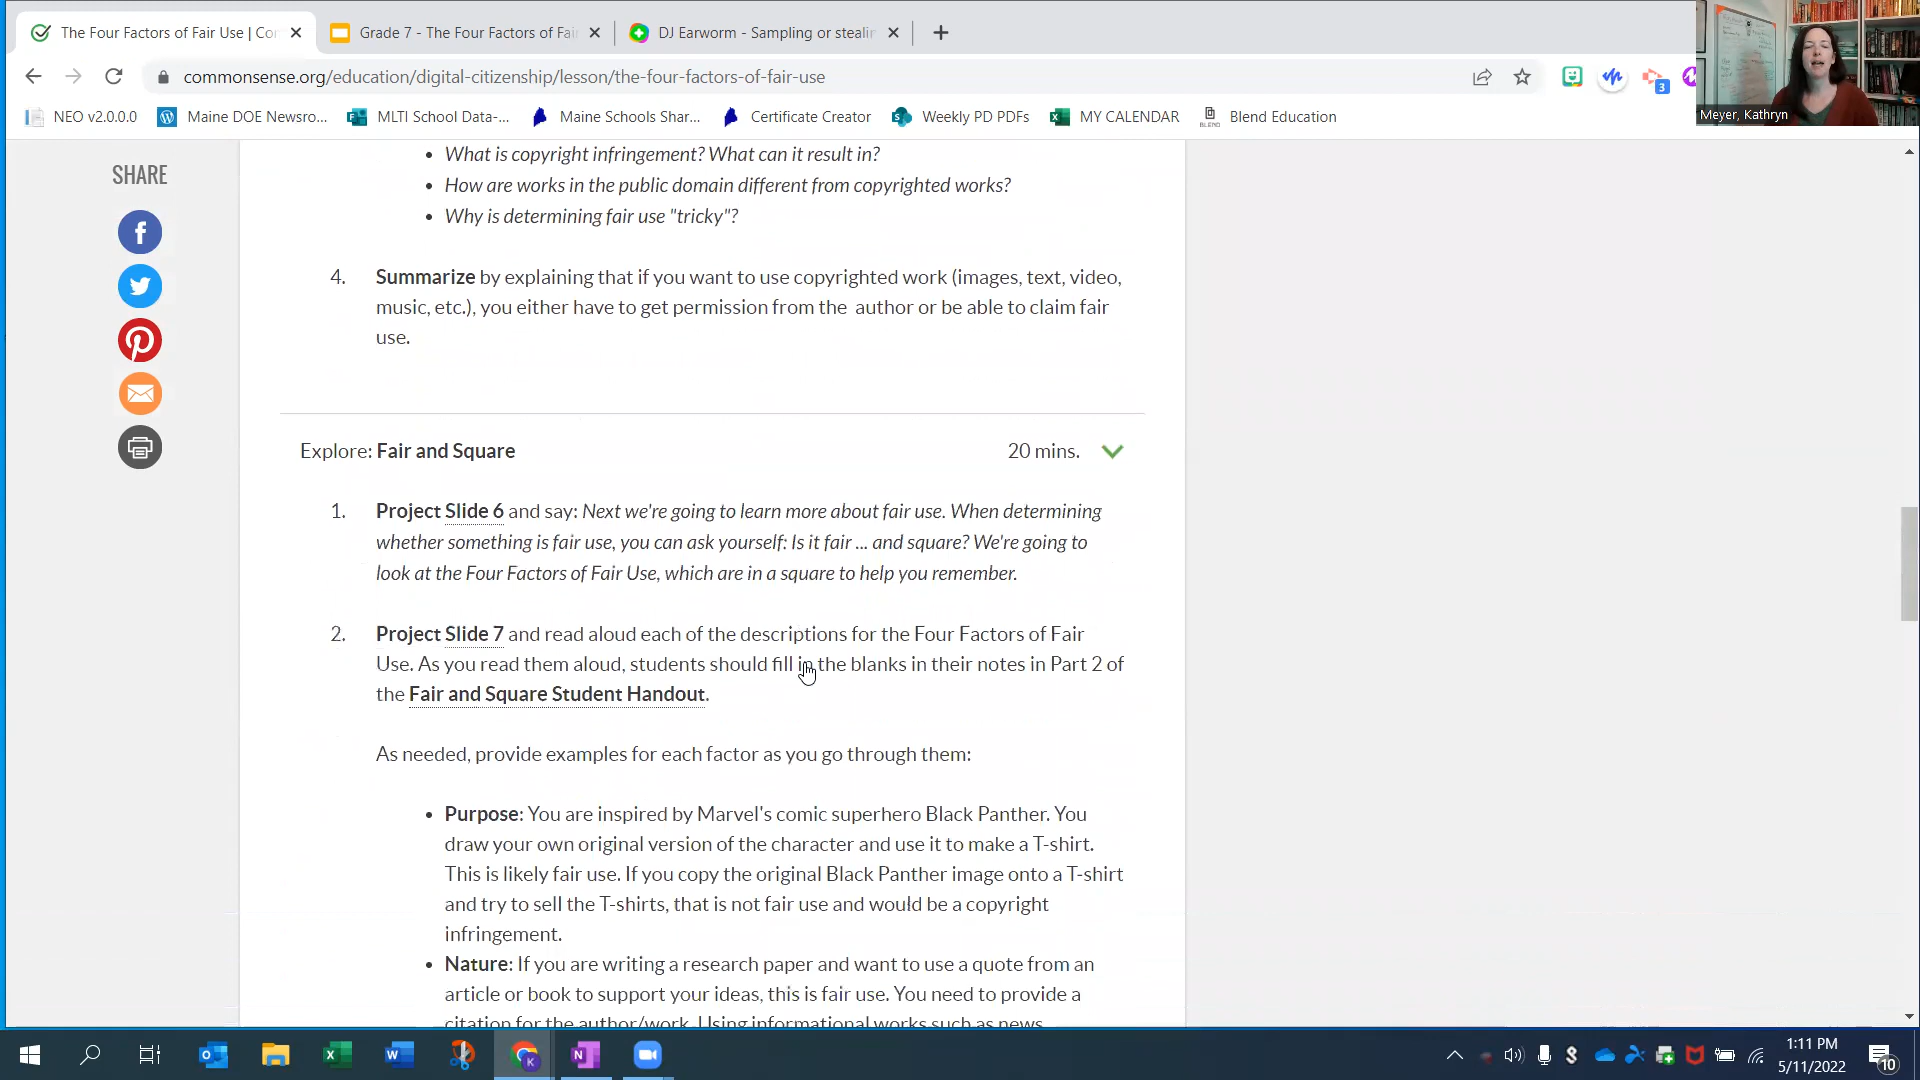 The Four Factors of Fair Use | Co
Grade 7 - The Four Factors of Fai
DJ Earworm - Sampling or steali
commonsense.org/education/digital-citizenship/lesson/the-four-factors-of-fair-use
3
NEO v2.0.0.0
Maine DOE Newsro...
MLTI School Data-...
Maine Schools Shar...
Certificate Creator
Weekly PD PDFs
MY CALENDAR
BLEND
Blend Education
Meyer, Kathryn
SHARE
• What is copyright infringement? What can it result in?
• How are works in the public domain different from copyrighted works?
• Why is determining fair use "tricky"?
4. Summarize by explaining that if you want to use copyrighted work (images, text, video,
music, etc.), you either have to get permission from the author or be able to claim fair
use.
Explore: Fair and Square 20 mins.
1. Project Slide 6 and say: Next we're going to learn more about fair use. When determining
whether something is fair use, you can ask yourself: Is it fair ... and square? We're going to
look at the Four Factors of Fair Use, which are in a square to help you remember.
2. Project Slide 7 and read aloud each of the descriptions for the Four Factors of Fair
Use. As you read them aloud, students should fill in the blanks in their notes in Part 2 of
the Fair and Square Student Handout.
As needed, provide examples for each factor as you go through them:
• Purpose: You are inspired by Marvel's comic superhero Black Panther. You
draw your own original version of the character and use it to make a T-shirt.
This is likely fair use. If you copy the original Black Panther image onto a T-shirt
and try to sell the T-shirts, that is not fair use and would be a copyright
infringement.
• Nature: If you are writing a research paper and want to use a quote from an
article or book to support your ideas, this is fair use. You need to provide a
citation for the author/work. Using informational works such as news
1:11 PM
5/11/2022
10